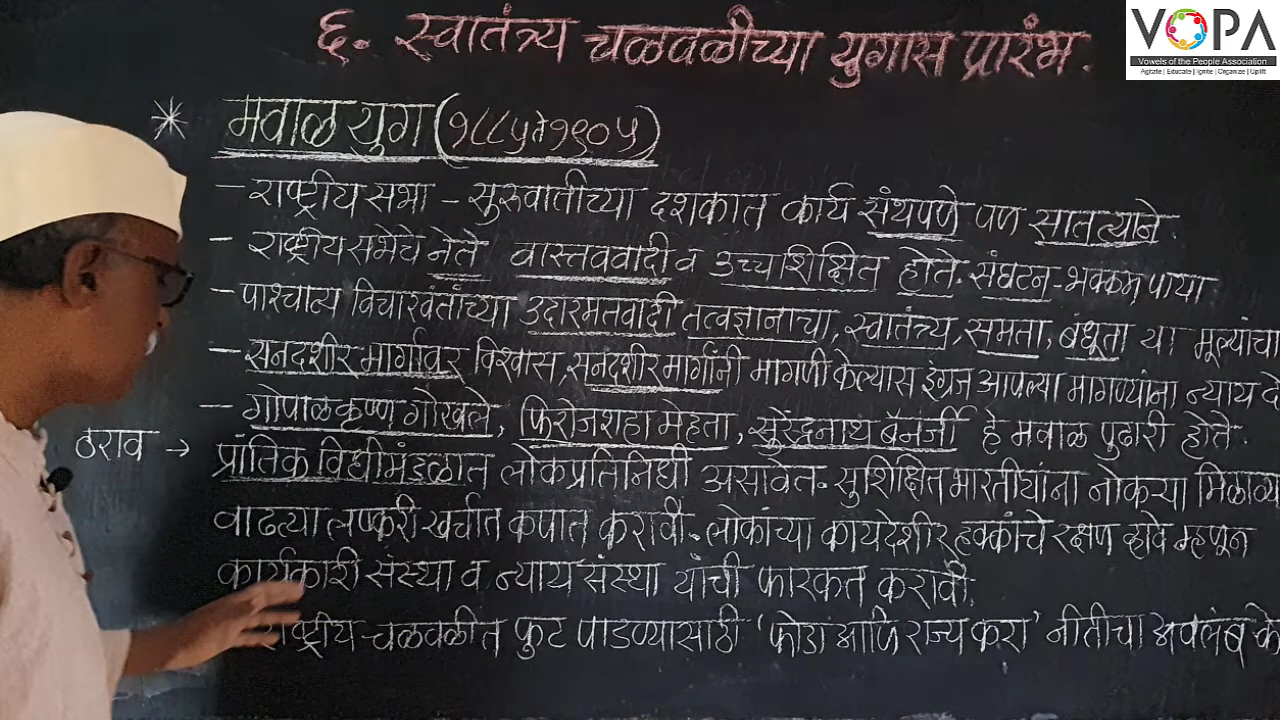 ६. स्वातंत्र्य चळवळीच्या युगास प्रारंभ.
VOPA
Vowels of the People Association
Agitate | Educate | Ignite | Organize | Uplift
* मवाळ युग (१८८५ ते १९०५)
– राष्ट्रीय सभा – सुरुवातीच्या दशकात कार्य संथपणे पण सातत्याने.
– राष्ट्रीय सभेचे नेते वास्तववादी व उच्चशिक्षित होते. संघटन - भक्कम पाया
– पाश्चात्य विचारवंतांच्या उदारमतवादी तत्वज्ञानाचा, स्वातंत्र्य, समता, बंधूता या मूल्यांचा
– सनदशीर मार्गावर विश्वास, सनदशीर मार्गांनी मागणी केल्यास इंग्रज आपल्या मागण्यांना न्याय दे
– गोपाळ कृष्ण गोखले, फिरोजशहा मेहता, सुरेंद्रनाथ बॅनर्जी हे मवाळ पुढारी होते.
ठराव → प्रांतिक विधीमंडळात लोकप्रतिनिधी असावेत. सुशिक्षित भारतीयांना नोकऱ्या मिळाव्य
वाढत्या लष्करी खर्चात कपात करावी. लोकांच्या कायदेशीर हक्कांचे रक्षण व्हावे म्हणून
कार्यकारी संस्था व न्याय संस्था यांची फारकत करावी.
राष्ट्रीय चळवळीत फुट पाडण्यासाठी 'फोडा आणि राज्य करा' नीतीचा अवलंब के